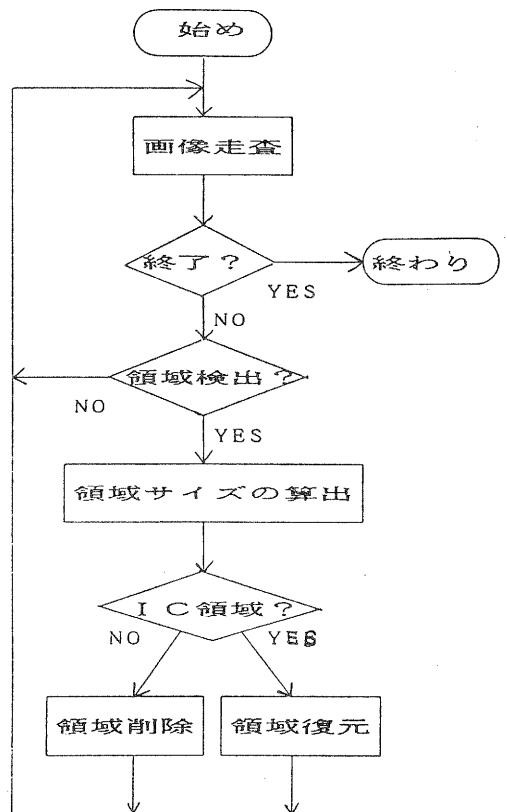 始め
画像走査
終了？
終わり
YES
NO
領域検出？
NO
YES
領域サイズの算出
ＩＣ領域？
NO
YES
領域削除
領域復元